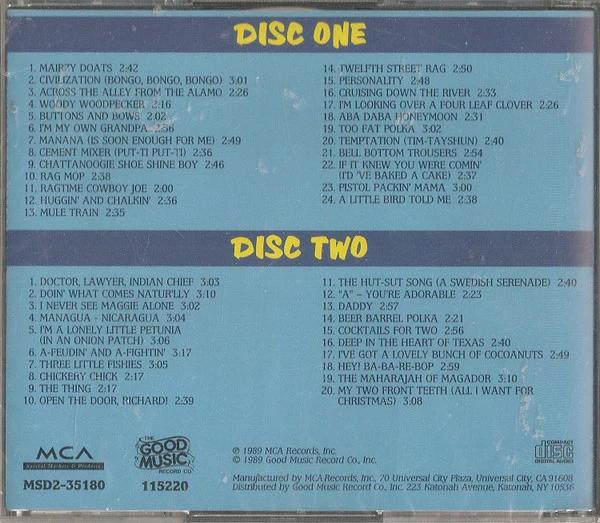 DISC ONE
1. MAIRZY DOATS 2:42
2. CIVILIZATION (BONGO, BONGO, BONGO) 3:01
3. ACROSS THE ALLEY FROM THE ALAMO 2:26
4. WOODY WOODPECKER 2:16
5. BUTTONS AND BOWS 2:02
6. I'M MY OWN GRANDPA 2:56
7. MANANA (IS SOON ENOUGH FOR ME) 2:49
8. CEMENT MIXER (PUT-TI PUT-TI) 2:36
9. CHATTANOOGIE SHOE SHINE BOY 2:46
10. RAG MOP 2:38
11. RAGTIME COWBOY JOE 2:00
12. HUGGIN' AND CHALKIN' 2:36
13. MULE TRAIN 2:35
14. TWELFTH STREET RAG 2:50
15. PERSONALITY 2:48
16. CRUISING DOWN THE RIVER 2:33
17. I'M LOOKING OVER A FOUR LEAF CLOVER 2:26
18. ABA DABA HONEYMOON 2:31
19. TOO FAT POLKA 3:02
20. TEMPTATION (TIM-TAYSHUN) 2:40
21. BELL BOTTOM TROUSERS 2:54
22. IF IT KNEW YOU WERE COMIN'
(I'D 'VE BAKED A CAKE) 2:37
23. PISTOL PACKIN' MAMA 3:00
24. A LITTLE BIRD TOLD ME 2:38
DISC TWO
1. DOCTOR, LAWYER, INDIAN CHIEF 3:03
2. DOIN' WHAT COMES NATUR'LLY 3:10
3. I NEVER SEE MAGGIE ALONE 3:02
4. MANAGUA - NICARAGUA 3:04
5. I'M A LONELY LITTLE PETUNIA
(IN AN ONION PATCH) 3:06
6. A-FEUDIN' AND A-FIGHTIN' 3:17
7. THREE LITTLE FISHIES 3:05
8. CHICKERY CHICK 2:17
9. THE THING 2:17
10. OPEN THE DOOR, RICHARD! 2:39
11. THE HUT-SUT SONG (A SWEDISH SERENADE) 2:40
12. "A" – YOU'RE ADORABLE 2:23
13. DADDY 2:57
14. BEER BARREL POLKA 2:21
15. COCKTAILS FOR TWO 2:56
16. DEEP IN THE HEART OF TEXAS 2:40
17. I'VE GOT A LOVELY BUNCH OF COCOANUTS 2:49
18. HEY! BA-BA-RE-BOP 2:59
19. THE MAHARAJAH OF MAGADOR 3:10
20. MY TWO FRONT TEETH (ALL I WANT FOR
CHRISTMAS) 3:08
MCA
Special Markets & Products
MSD2-35180
THE
GOOD
MUSIC
RECORD CO.
115220
℗ 1989 MCA Records, Inc.
© 1989 Good Music Record Co., Inc.
Manufactured by MCA Records, Inc., 70 Universal City Plaza, Universal City, CA 91608
Distributed by Good Music Record Co., Inc. 223 Katonah Avenue, Katonah, NY 10536
COMPACT
disc
DIGITAL AUDIO